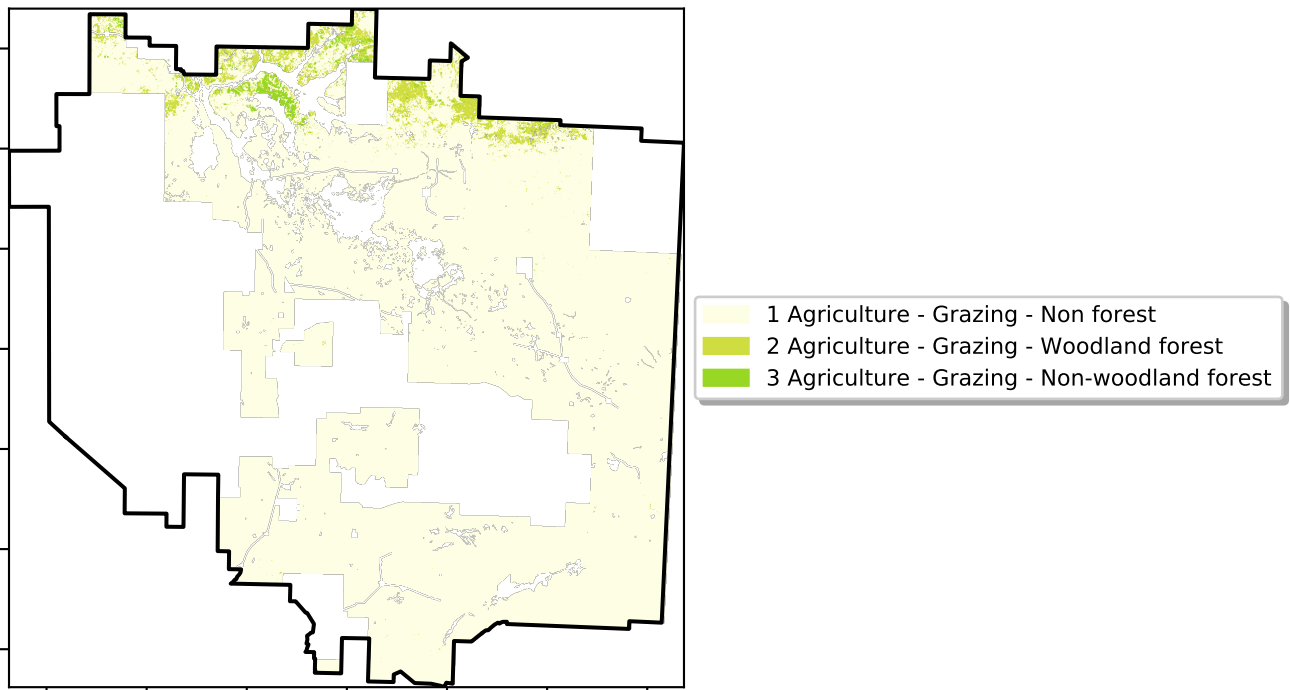 1 Agriculture - Grazing - Non forest
2 Agriculture - Grazing - Woodland forest
3 Agriculture - Grazing - Non-woodland forest